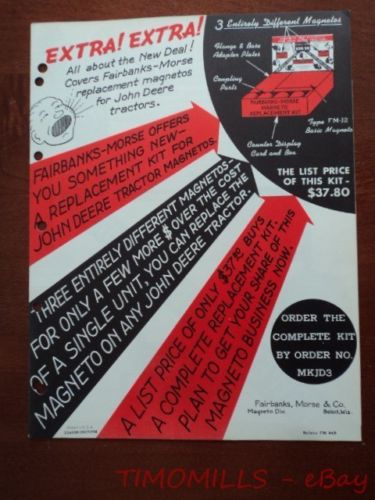 EXTRA! EXTRA!
All about the New Deal!
Covers Fairbanks-Morse
replacement magnetos
for John Deere
tractors.
3 Entirely Different Magnetos
Flange & Base
Adapter Plates
Coupling
Parts
FAIRBANKS-MORSE
MAGNETO
REPLACEMENT KIT
Type FM-J2
Basic Magneto
Counter Display
Card and Box
THE LIST PRICE
OF THIS KIT -
$37.80
FAIRBANKS-MORSE OFFERS
YOU SOMETHING NEW-
A REPLACEMENT KIT FOR
JOHN DEERE TRACTOR MAGNETOS.
THREE ENTIRELY DIFFERENT MAGNETOS-
FOR ONLY A FEW MORE $ OVER THE COST
OF A SINGLE UNIT, YOU CAN REPLACE THE
MAGNETO ON ANY JOHN DEERE TRACTOR.
A LIST PRICE OF ONLY $37.80 BUYS
A COMPLETE REPLACEMENT KIT.
PLAN TO GET YOUR SHARE OF THIS
MAGNETO BUSINESS NOW.
ORDER THE
COMPLETE KIT
BY ORDER NO.
MKJD3
Fairbanks, Morse & Co.
Magneto Div. Beloit, Wis.
TIMOMILLS - eBay